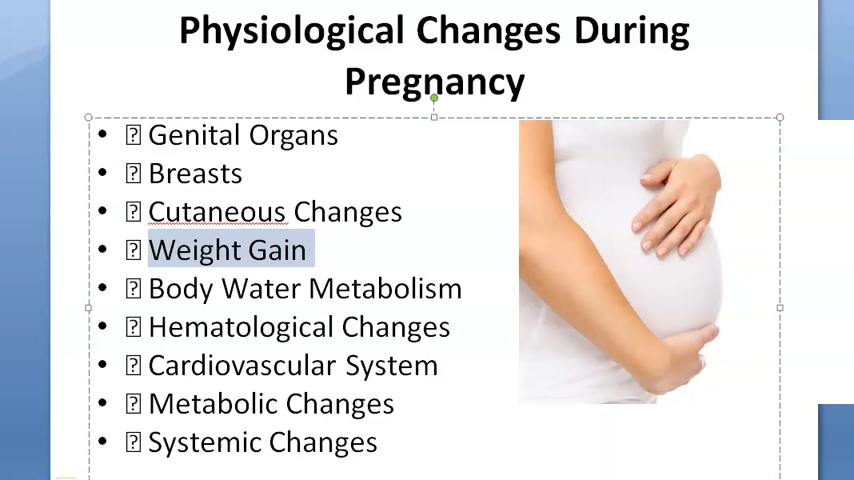 Physiological Changes During
Pregnancy
• Genital Organs
• Breasts
• Cutaneous Changes
• Weight Gain
• Body Water Metabolism
• Hematological Changes
• Cardiovascular System
• Metabolic Changes
• Systemic Changes